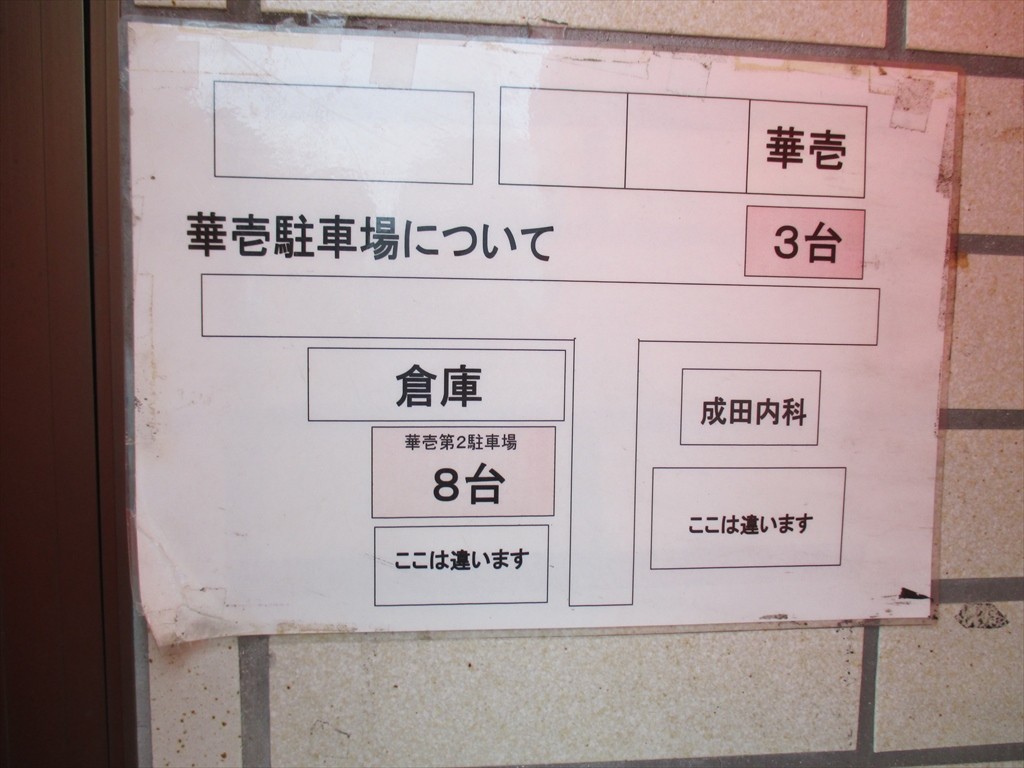 華壱
華壱駐車場について
３台
倉庫
成田内科
華壱第２駐車場
８台
ここは違います
ここは違います